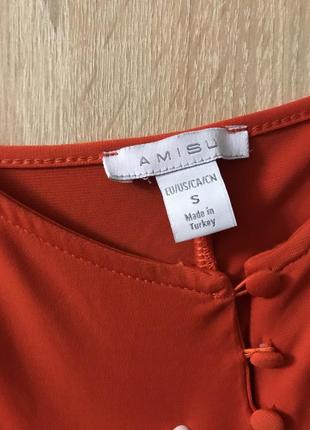 AMISU
EU/US/CA/CN
S
Made in
Turkey